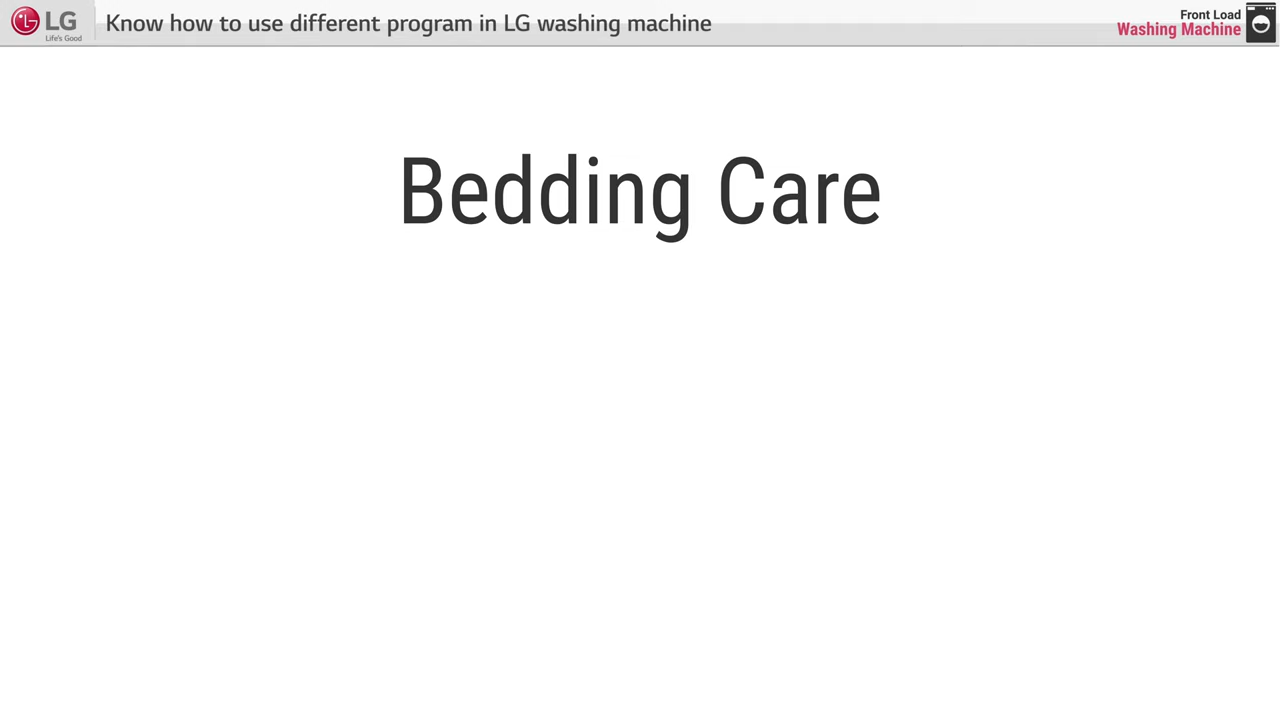 LG
Life's Good
Know how to use different program in LG washing machine
Front Load
Washing Machine
Bedding Care